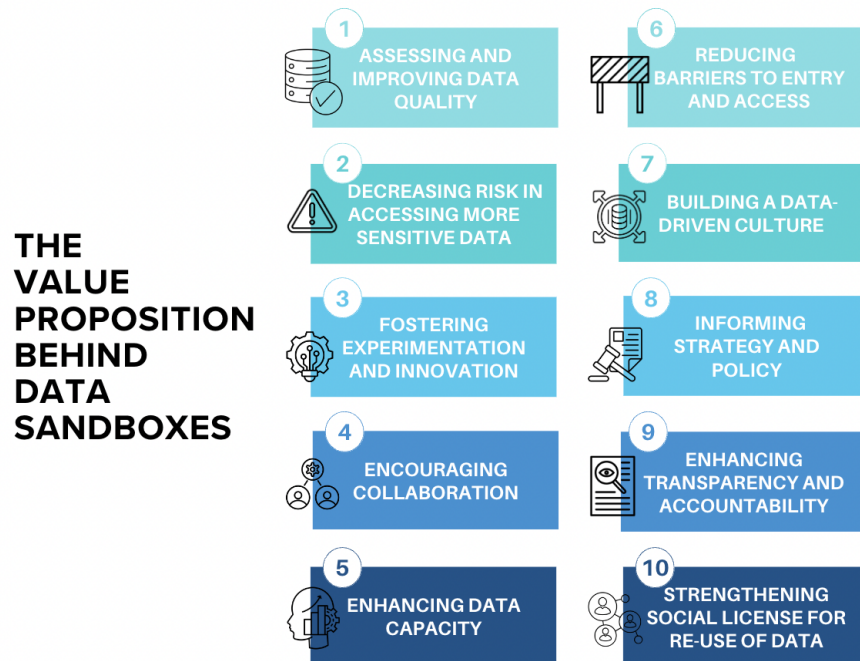 THE
VALUE
PROPOSITION
BEHIND
DATA
SANDBOXES
1
ASSESSING AND
IMPROVING DATA
QUALITY
2
DECREASING RISK IN
ACCESSING MORE
SENSITIVE DATA
3
FOSTERING
EXPERIMENTATION
AND INNOVATION
4
ENCOURAGING
COLLABORATION
5
ENHANCING DATA
CAPACITY
6
REDUCING
BARRIERS TO ENTRY
AND ACCESS
7
BUILDING A DATA-
DRIVEN CULTURE
8
INFORMING
STRATEGY AND
POLICY
9
ENHANCING
TRANSPARENCY AND
ACCOUNTABILITY
10
STRENGTHENING
SOCIAL LICENSE FOR
RE-USE OF DATA